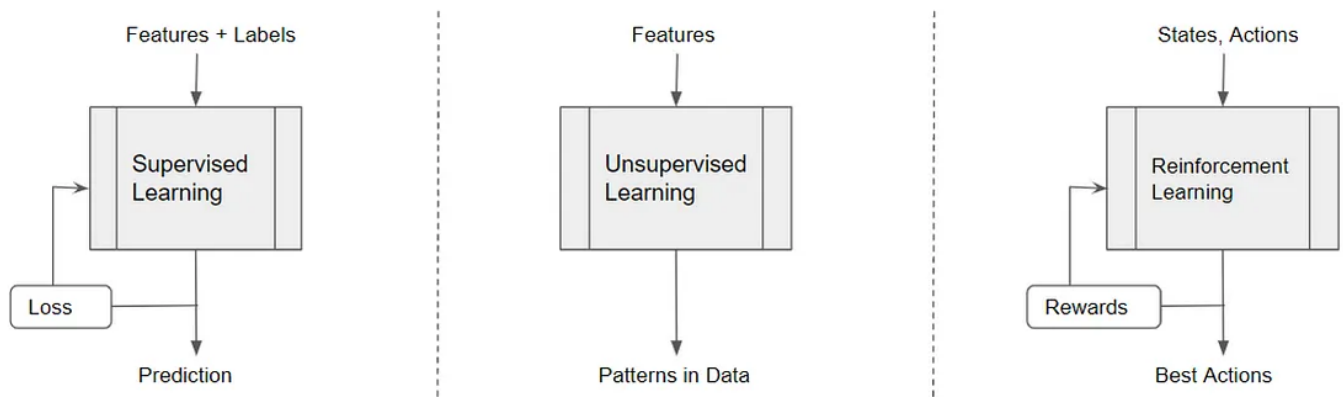 Features + Labels
Supervised
Learning
Loss
Prediction
Features
Unsupervised
Learning
Patterns in Data
States, Actions
Reinforcement
Learning
Rewards
Best Actions